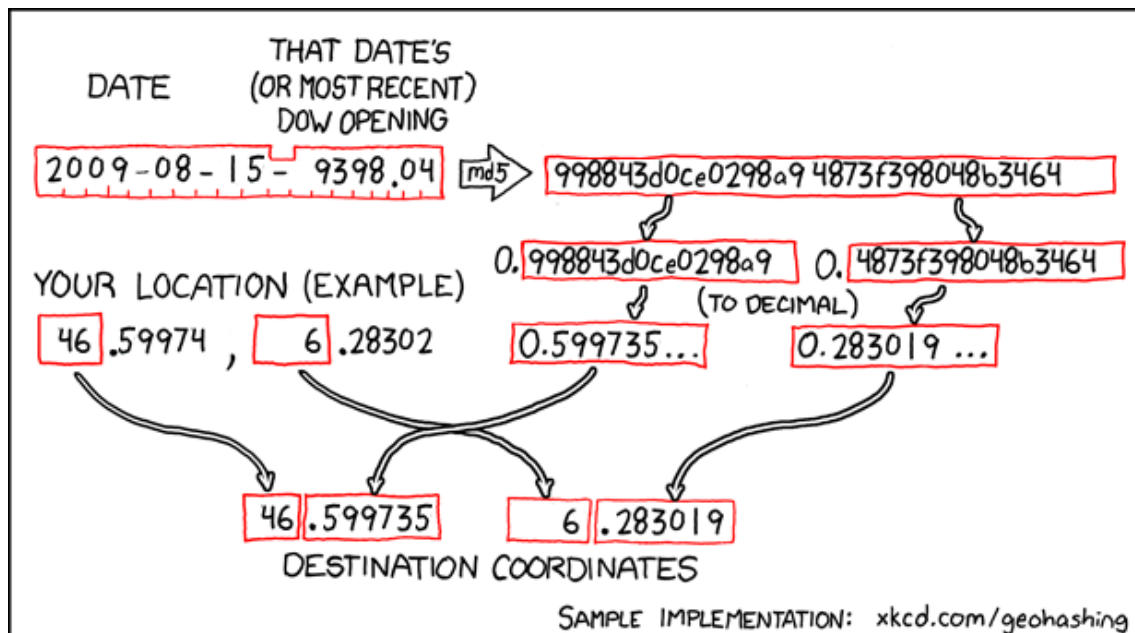 DATE
THAT DATE'S
(OR MOST RECENT)
DOW OPENING
2009-08-15- 9398.04
md5
998843d0ce0298a94873f398048b3464
0.998843d0ce0298a9
0.4873f398048b3464
(TO DECIMAL)
YOUR LOCATION (EXAMPLE)
46.59974, 6.28302
0.599735...
0.283019...
46.599735
6.283019
DESTINATION COORDINATES
SAMPLE IMPLEMENTATION: xkcd.com/geohashing